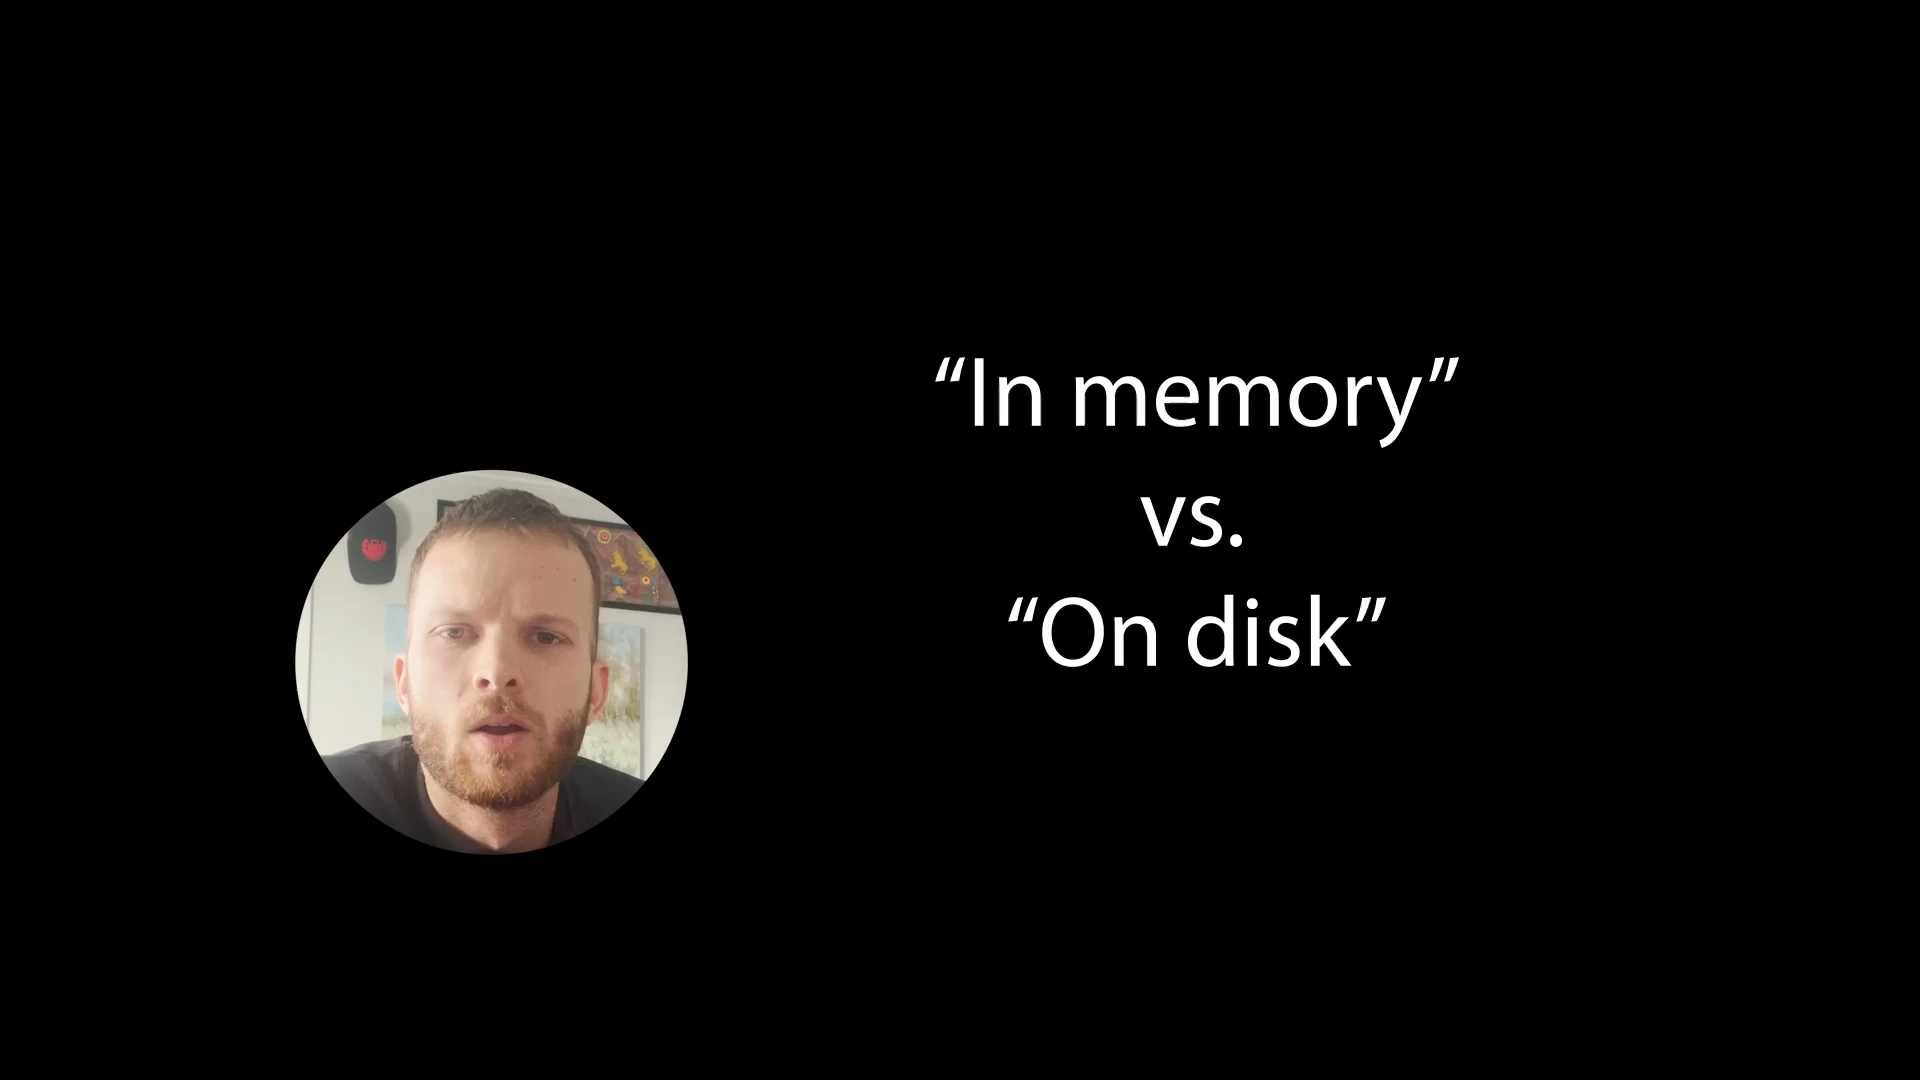 “In memory”
vs.
“On disk”